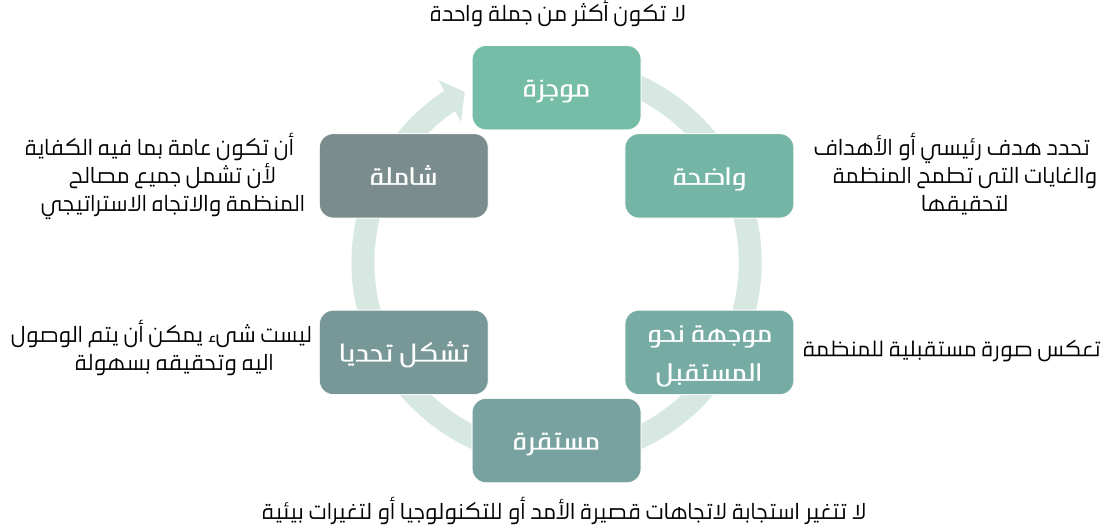 لا تكون أكثر من جملة واحدة
موجزة
واضحة
تحدد هدف رئيسي أو الأهداف
والغايات التى تطمح المنظمة
لتحقيقها
موجهة نحو
المستقبل
تعكس صورة مستقبلية للمنظمة
مستقرة
لا تتغير استجابة لاتجاهات قصيرة الأمد أو للتكنولوجيا أو لتغيرات بيئية
تشكل تحديا
ليست شىء يمكن أن يتم الوصول
اليه وتحقيقه بسهولة
شاملة
أن تكون عامة بما فيه الكفاية
لأن تشمل جميع مصالح
المنظمة والاتجاه الاستراتيجي